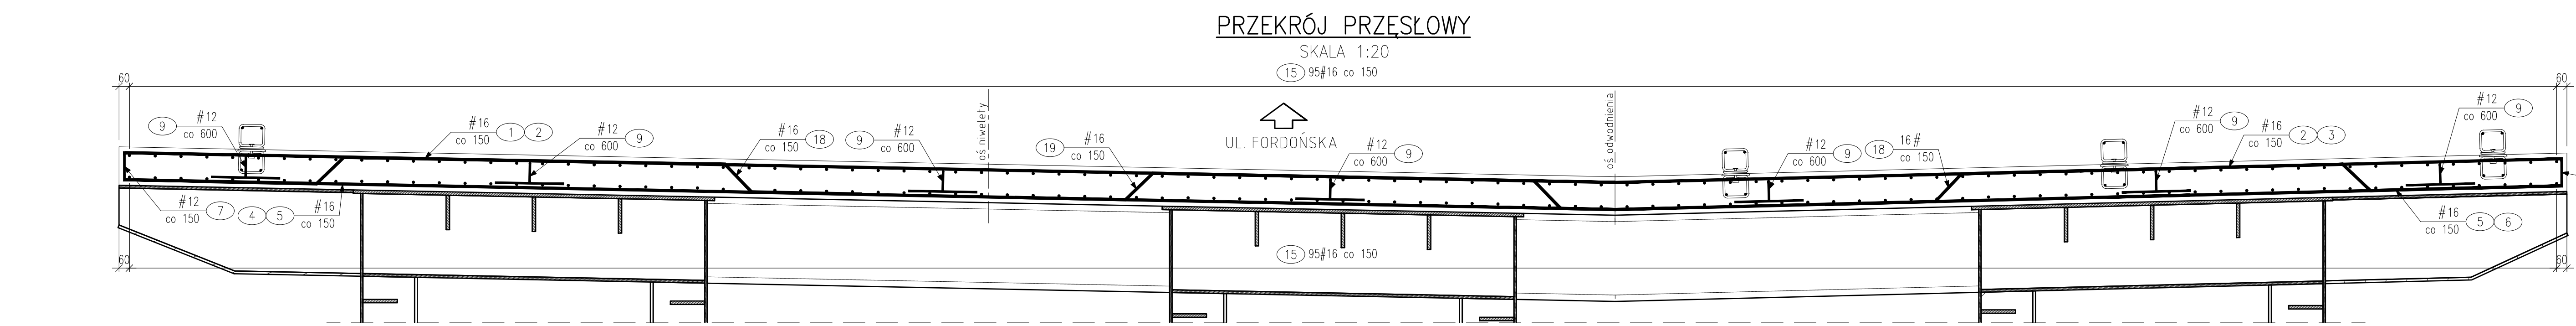 PRZEKRÓJ PRZĘSŁOWY
SKALA 1:20
15 95#16 co 150
60
60
9 #12
co 600
#16
co 150 1 2
#12
co 600 9
#16
co 150 18
9 #12
co 600
oś niwelety
19 #16
co 150
UL. FORDOŃSKA
#12
co 600 9
oś odwodnienia
#12
co 600 9
18 16#
co 150
#12
co 600 9
#16
co 150 2 3
#12
co 600 9
#12
co 150 7
4 5 #16
co 150
#16
co 150 5 6
15 95#16 co 150
60
60